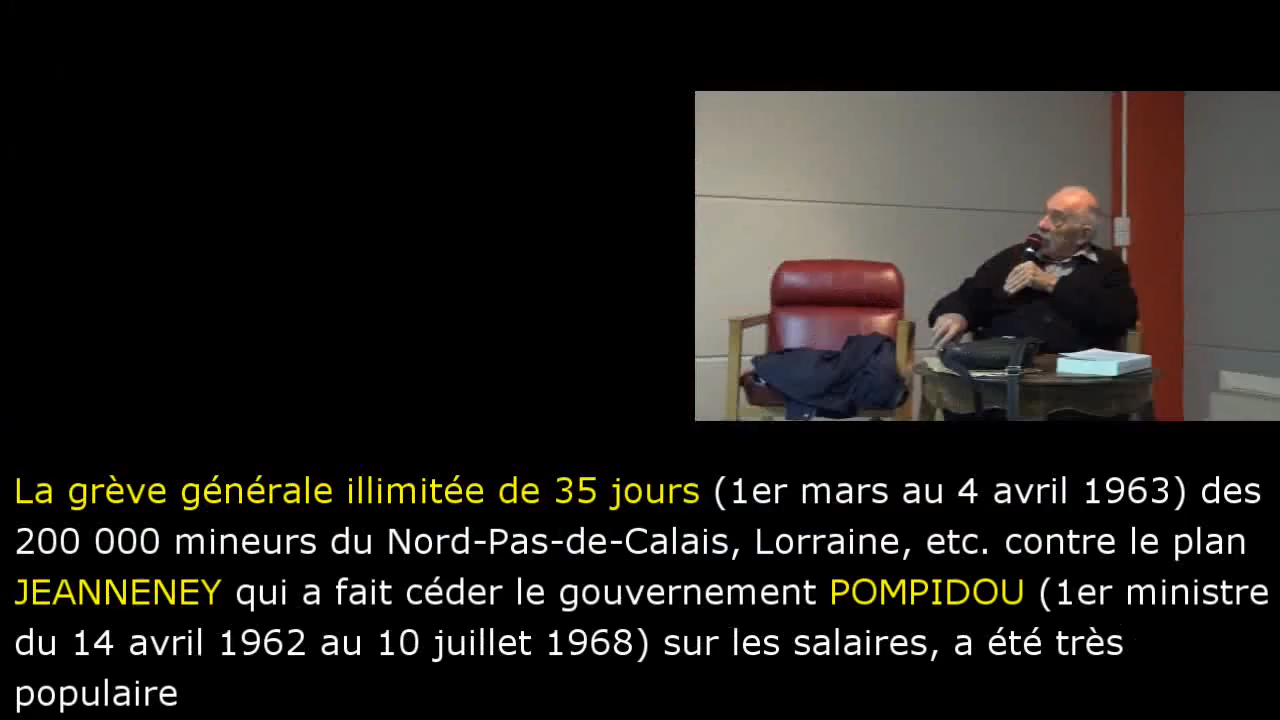 La grève générale illimitée de 35 jours (1er mars au 4 avril 1963) des
200 000 mineurs du Nord-Pas-de-Calais, Lorraine, etc. contre le plan
JEANNENEY qui a fait céder le gouvernement POMPIDOU (1er ministre
du 14 avril 1962 au 10 juillet 1968) sur les salaires, a été très
populaire